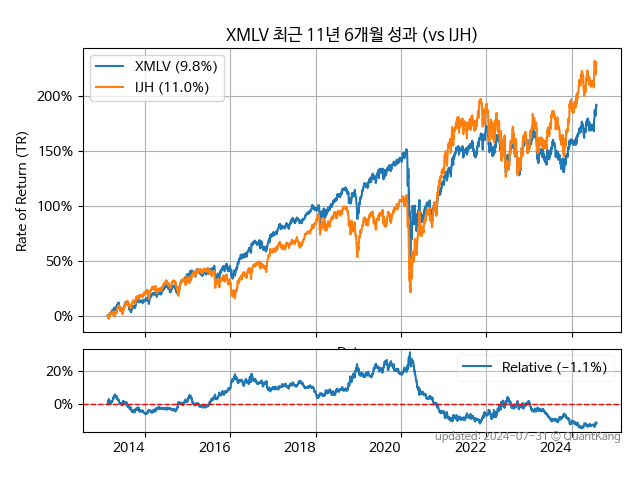 XMLV 최근 11년 6개월 성과 (vs IJH)
XMLV (9.8%)
IJH (11.0%)
Rate of Return (TR)
200%
150%
100%
50%
0%
Relative (−1.1%)
20%
0%
2014 2016 2018 2020 2022 2024
updated: 2024-07-31 © QuantKang